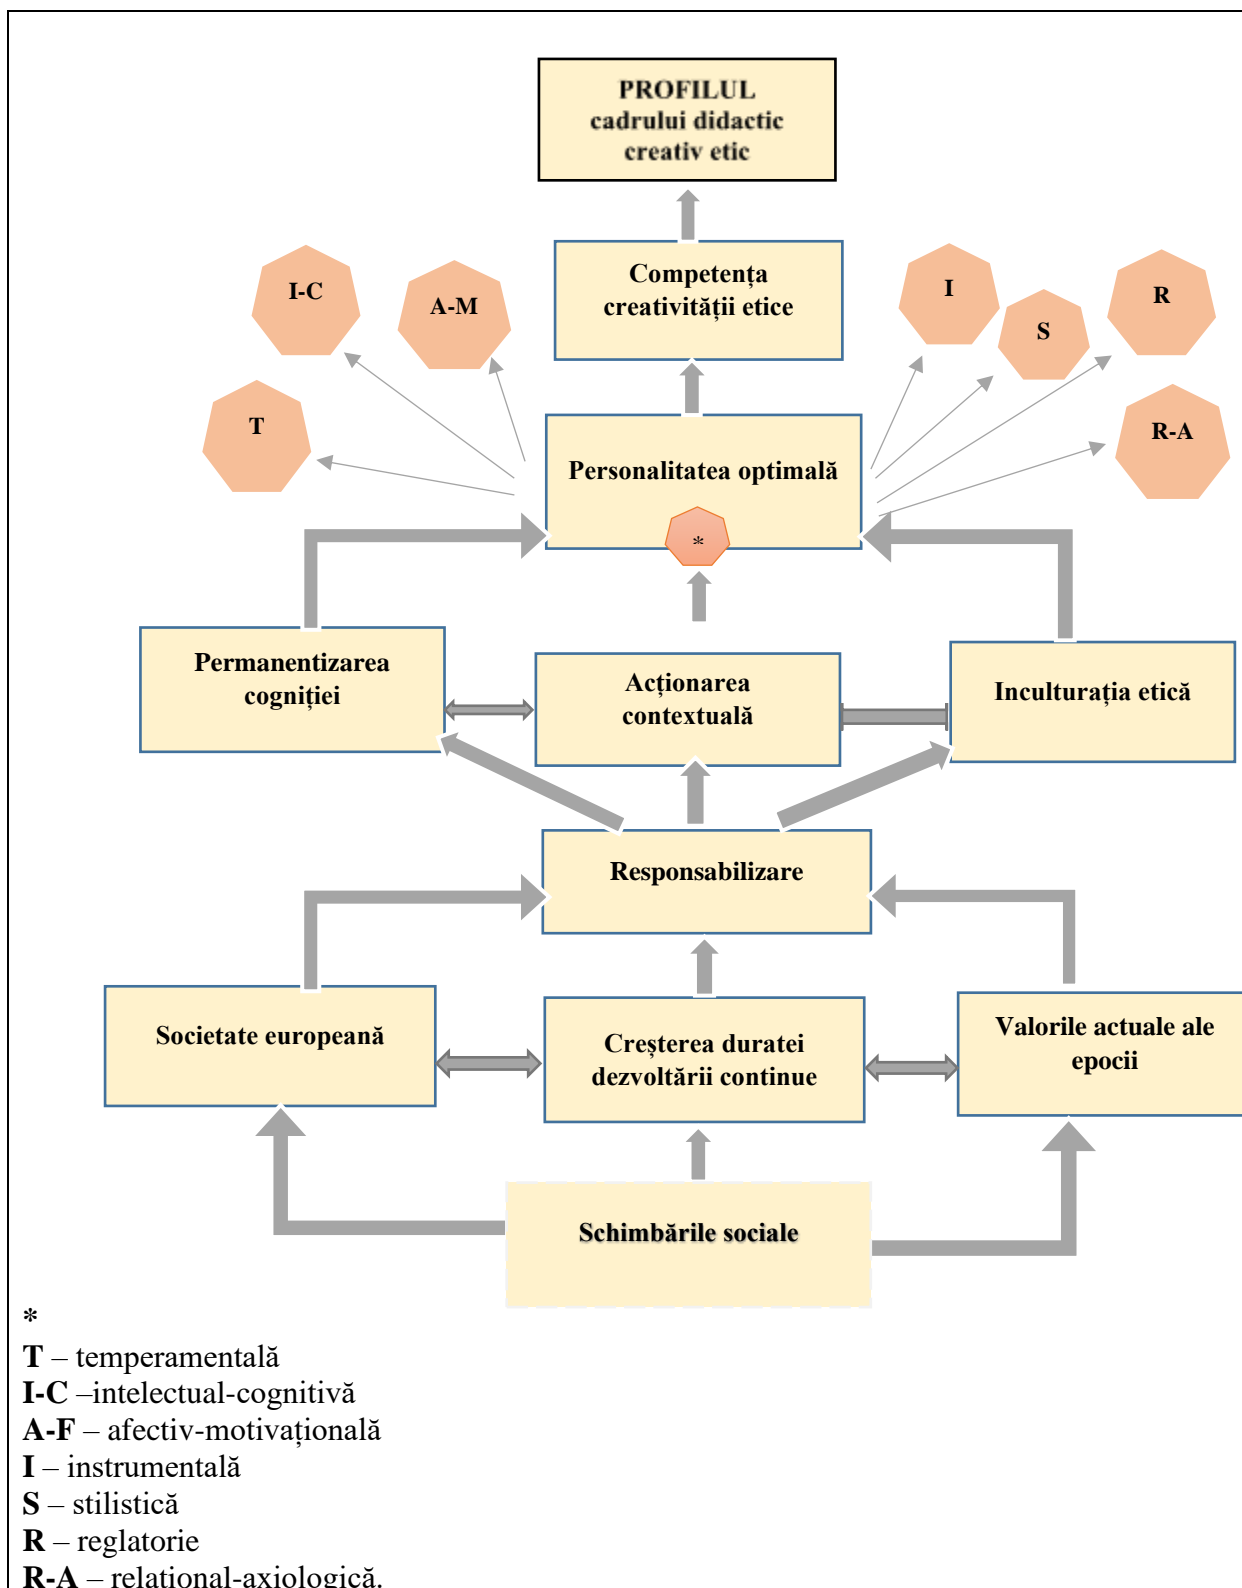 PROFILUL
cadrului didactic
creativ etic
Competența
creativității etice
I-C
A-M
T
I
S
R
R-A
Personalitatea optimală
*
Permanentizarea
cogniției
Acționarea
contextuală
Inculturația etică
Responsabilizare
Societate europeană
Creșterea duratei
dezvoltării continue
Valorile actuale ale
epocii
Schimbările sociale
*
T – temperamentală
I-C –intelectual-cognitivă
A-F – afectiv-motivațională
I – instrumentală
S – stilistică
R – reglatorie
R-A – relațional-axiologică.